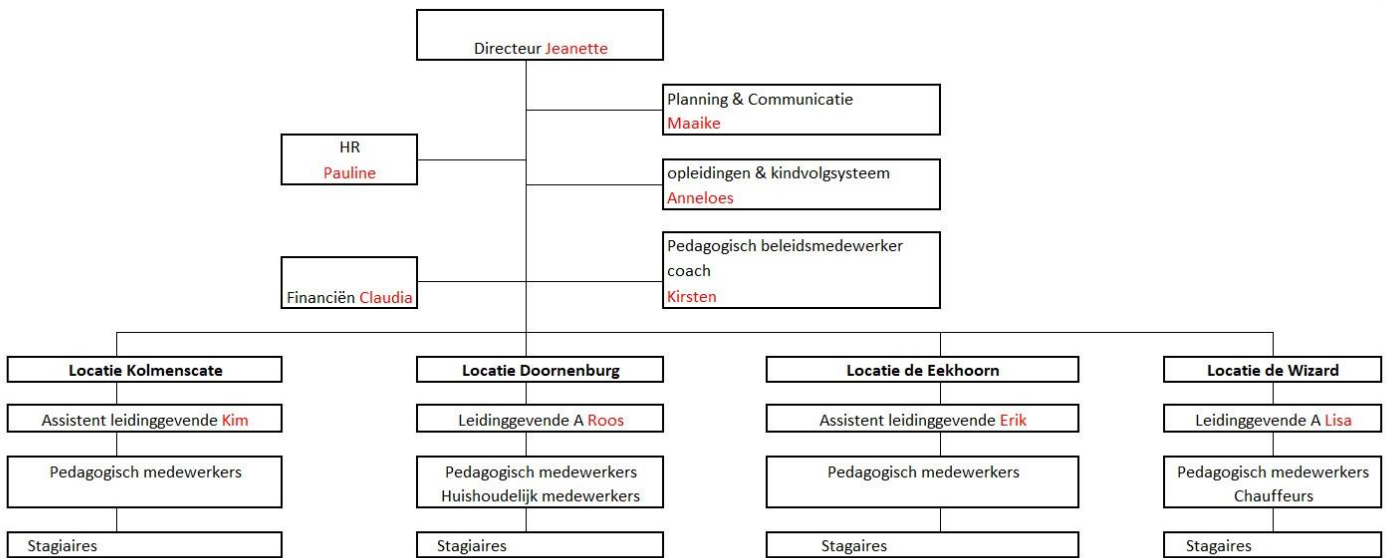 Directeur Jeanette
Planning & Communicatie
Maaike
HR
Pauline
opleidingen & kindvolgsysteem
Anneloes
Pedagogisch beleidsmedewerker
coach
Kirsten
Financiën Claudia
Locatie Kolmenscate
Locatie Doornenburg
Locatie de Eekhoorn
Locatie de Wizard
Assistent leidinggevende Kim
Leidinggevende A Roos
Assistent leidinggevende Erik
Leidinggevende A Lisa
Pedagogisch medewerkers
Pedagogisch medewerkers
Huishoudelijk medewerkers
Pedagogisch medewerkers
Pedagogisch medewerkers
Chauffeurs
Stagiaires
Stagiaires
Stagaires
Stagaires